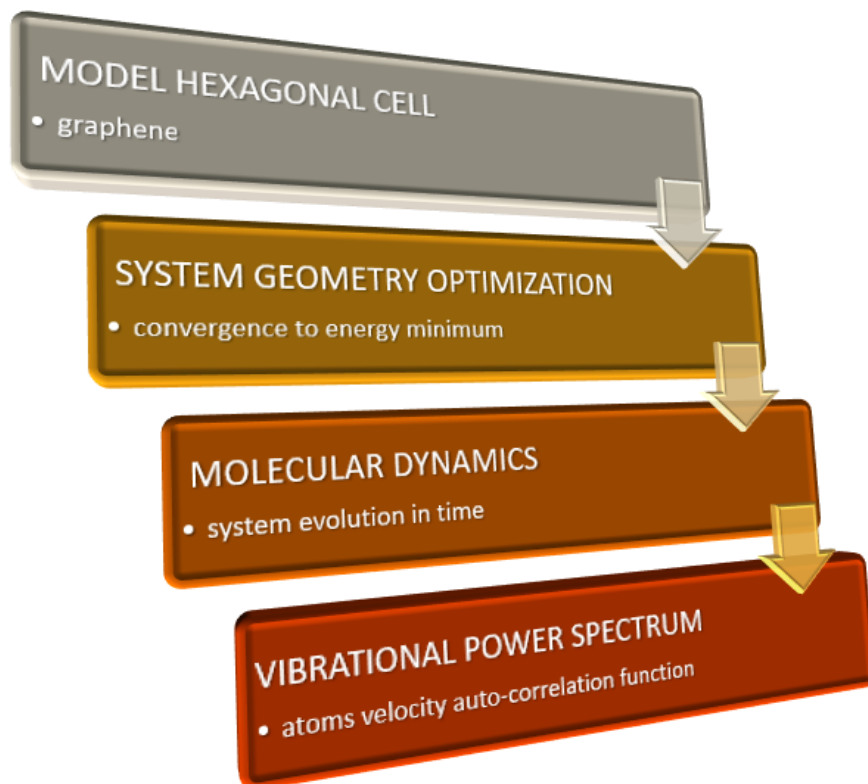 MODEL HEXAGONAL CELL
• graphene
SYSTEM GEOMETRY OPTIMIZATION
• convergence to energy minimum
MOLECULAR DYNAMICS
• system evolution in time
VIBRATIONAL POWER SPECTRUM
• atoms velocity auto-correlation function